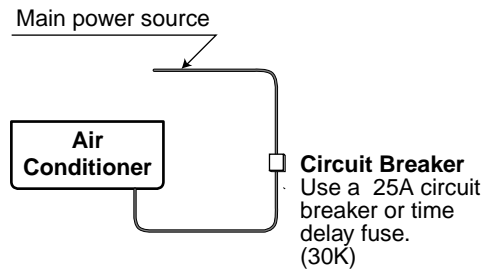 Main power source
Air
Conditioner
Circuit Breaker
Use a 25A circuit
breaker or time
delay fuse.
(30K)